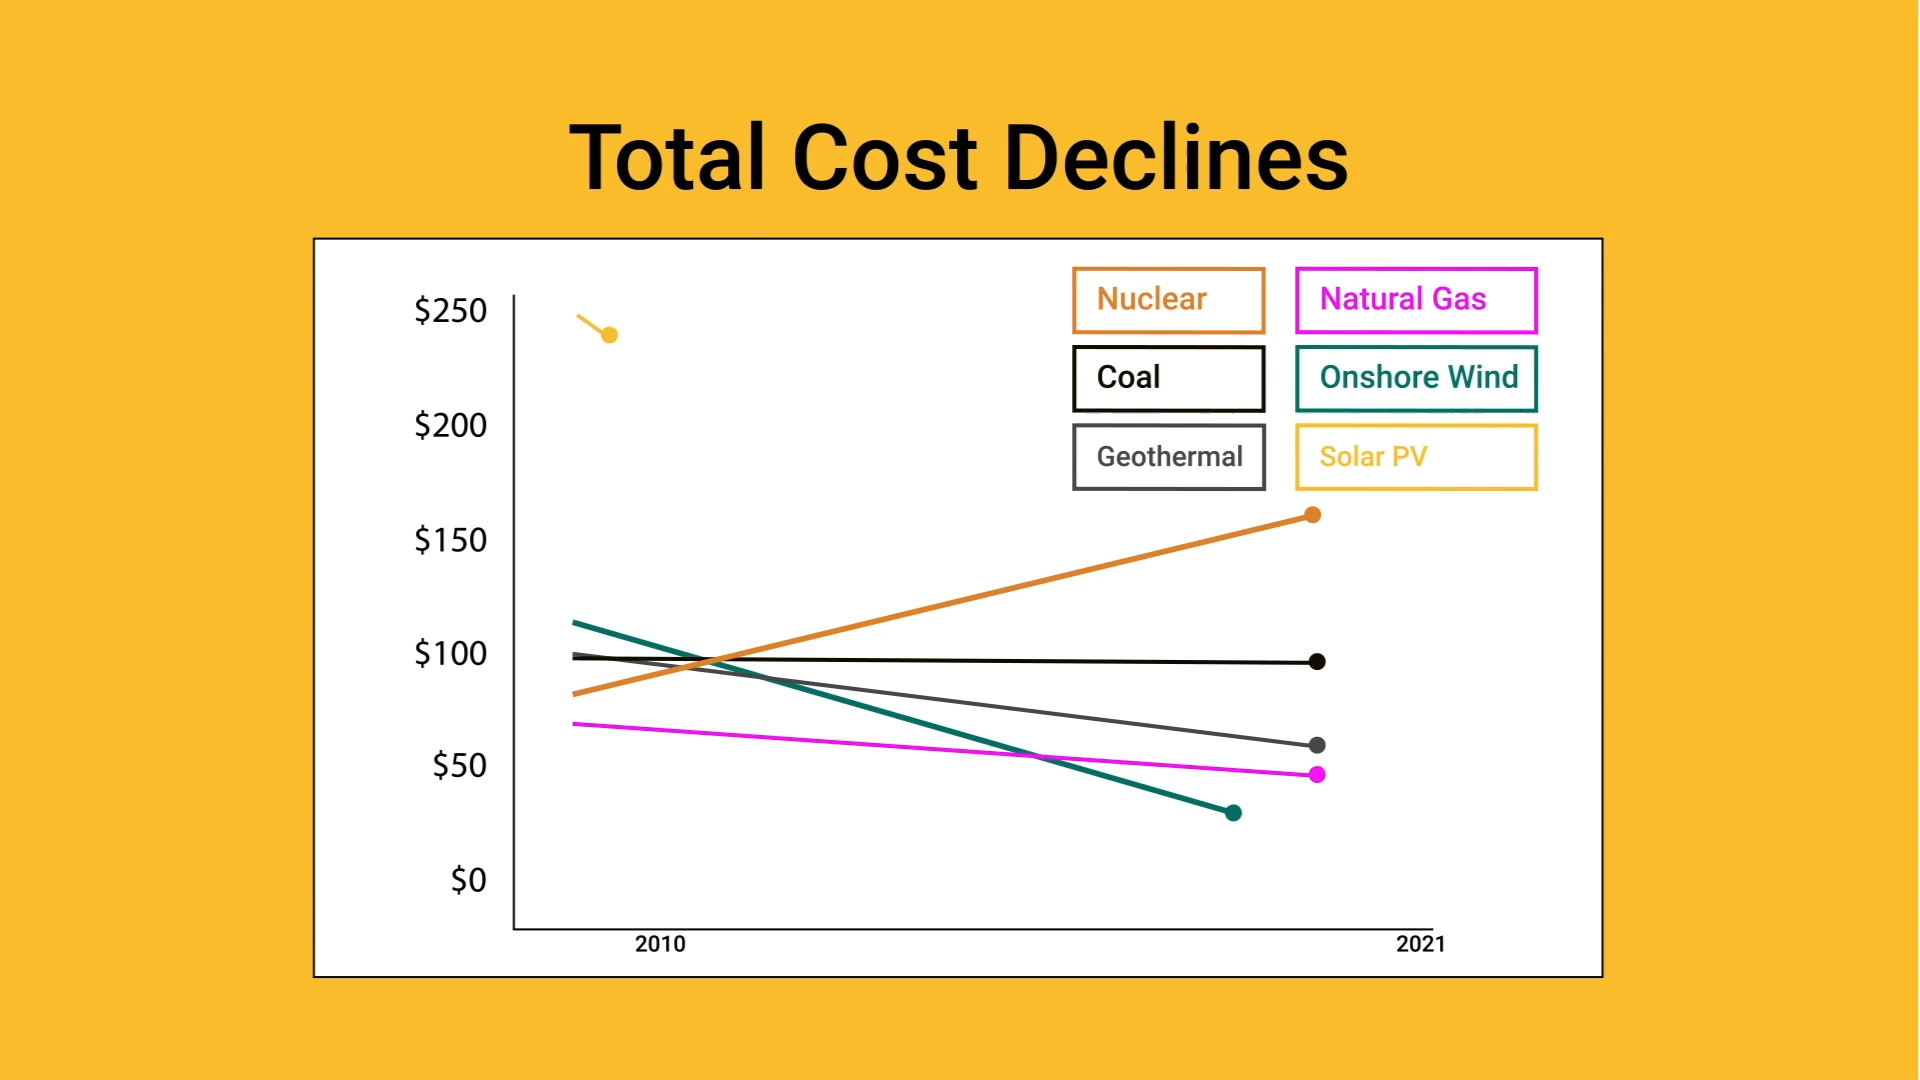 Total Cost Declines
Nuclear
Natural Gas
Coal
Onshore Wind
Geothermal
Solar PV
$250
$200
$150
$100
$50
$0
2010
2021